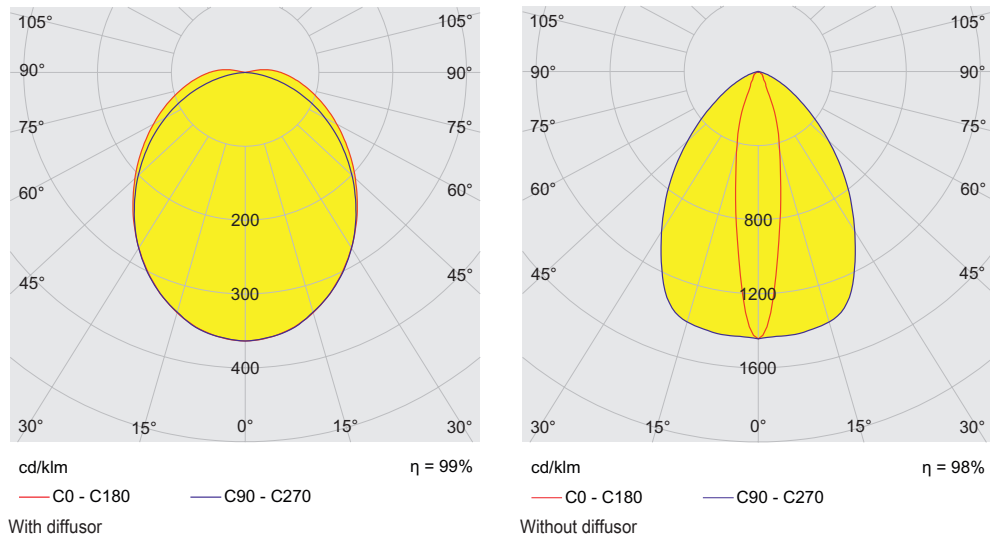 105° 105° 105° 105°
90° 90° 90° 90°
75° 75° 75° 75°
60° 60° 60° 60°
200 800
45° 45° 45° 45°
300 1200
400 1600
30° 15° 0° 15° 30° 30° 15° 0° 15° 30°
cd/klm η = 99% cd/klm η = 98%
C0 - C180 C90 - C270 C0 - C180 C90 - C270
With diffusor Without diffusor